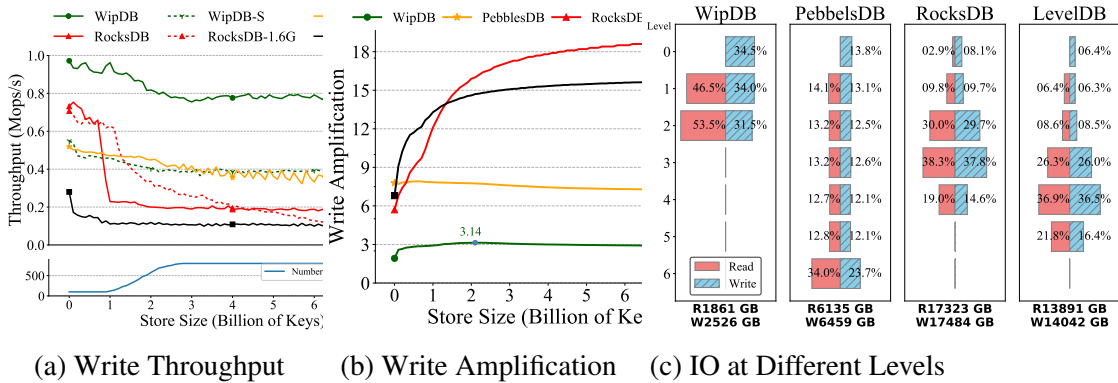 WipDB
WipDB-S
RocksDB
RocksDB-1.6G
Throughput (Mops/s)
1.0
0.8
0.6
0.4
0.2
0.0
500
Number
0
1
2
3
4
5
6
Store Size (Billion of Keys)
(a) Write Throughput
WipDB
PebblesDB
RocksDB
Write Amplification
18
15
12
9
6
3
0
3.14
0
1
2
3
4
5
6
Store Size (Billion of Ke
(b) Write Amplification
Level
0
1
2
3
4
5
6
WipDB
34.5%
46.5% 34.0%
53.5% 31.5%
Read
Write
R1861 GB
W2526 GB
PebbelsDB
13.8%
14.1% 13.1%
13.2% 12.5%
13.2% 12.6%
12.7% 12.1%
12.8% 12.1%
34.0% 23.7%
R6135 GB
W6459 GB
RocksDB
02.9% 08.1%
09.8% 09.7%
30.0% 29.7%
38.3% 37.8%
19.0% 14.6%
R17323 GB
W17484 GB
LevelDB
06.4%
06.4% 06.3%
08.6% 08.5%
26.3% 26.0%
36.9% 36.5%
21.8% 16.4%
R13891 GB
W14042 GB
(c) IO at Different Levels